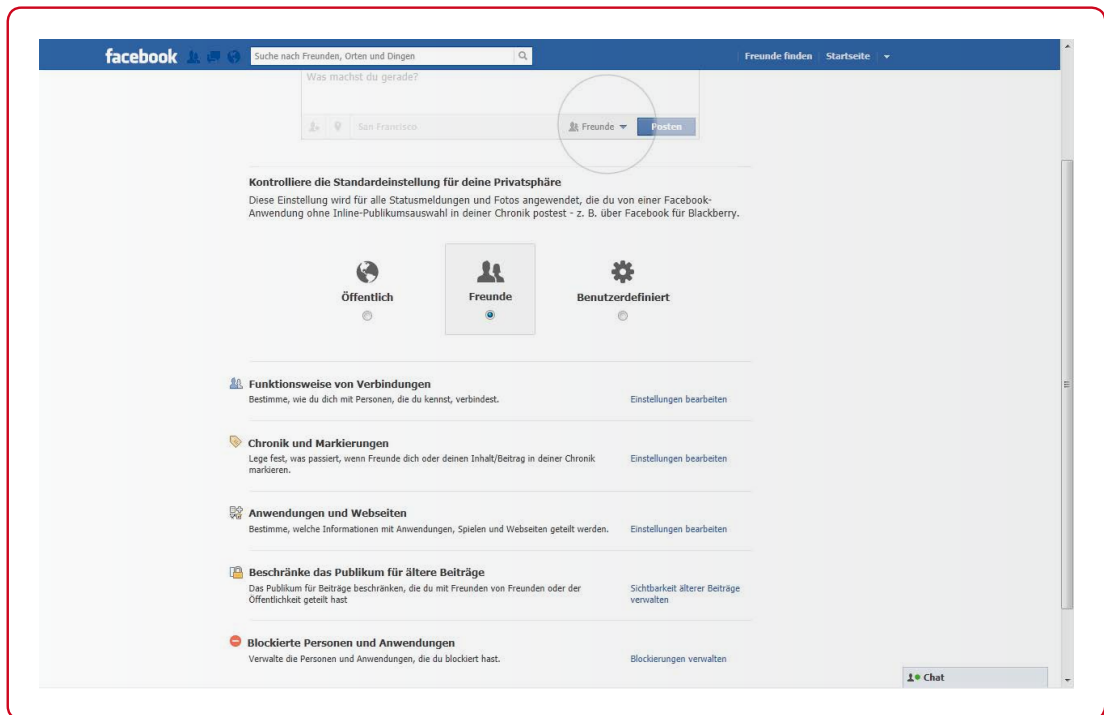 facebook
Suche nach Freunden, Orten und Dingen
Freunde finden
Startseite
Was machst du gerade?
San Francisco
Freunde
Posten
Kontrolliere die Standardeinstellung für deine Privatsphäre
Diese Einstellung wird für alle Statusmeldungen und Fotos angewendet, die du von einer Facebook-
Anwendung ohne Inline-Publikumsauswahl in deiner Chronik postest - z. B. über Facebook für Blackberry.
Öffentlich
Freunde
Benutzerdefiniert
Funktionsweise von Verbindungen
Bestimme, wie du dich mit Personen, die du kennst, verbindest.
Einstellungen bearbeiten
Chronik und Markierungen
Lege fest, was passiert, wenn Freunde dich oder deinen Inhalt/Beitrag in deiner Chronik
markieren.
Einstellungen bearbeiten
Anwendungen und Webseiten
Bestimme, welche Informationen mit Anwendungen, Spielen und Webseiten geteilt werden.
Einstellungen bearbeiten
Beschränke das Publikum für ältere Beiträge
Das Publikum für Beiträge beschränken, die du mit Freunden von Freunden oder der
Öffentlichkeit geteilt hast
Sichtbarkeit älterer Beiträge
verwalten
Blockierte Personen und Anwendungen
Verwalte die Personen und Anwendungen, die du blockiert hast.
Blockierungen verwalten
Chat